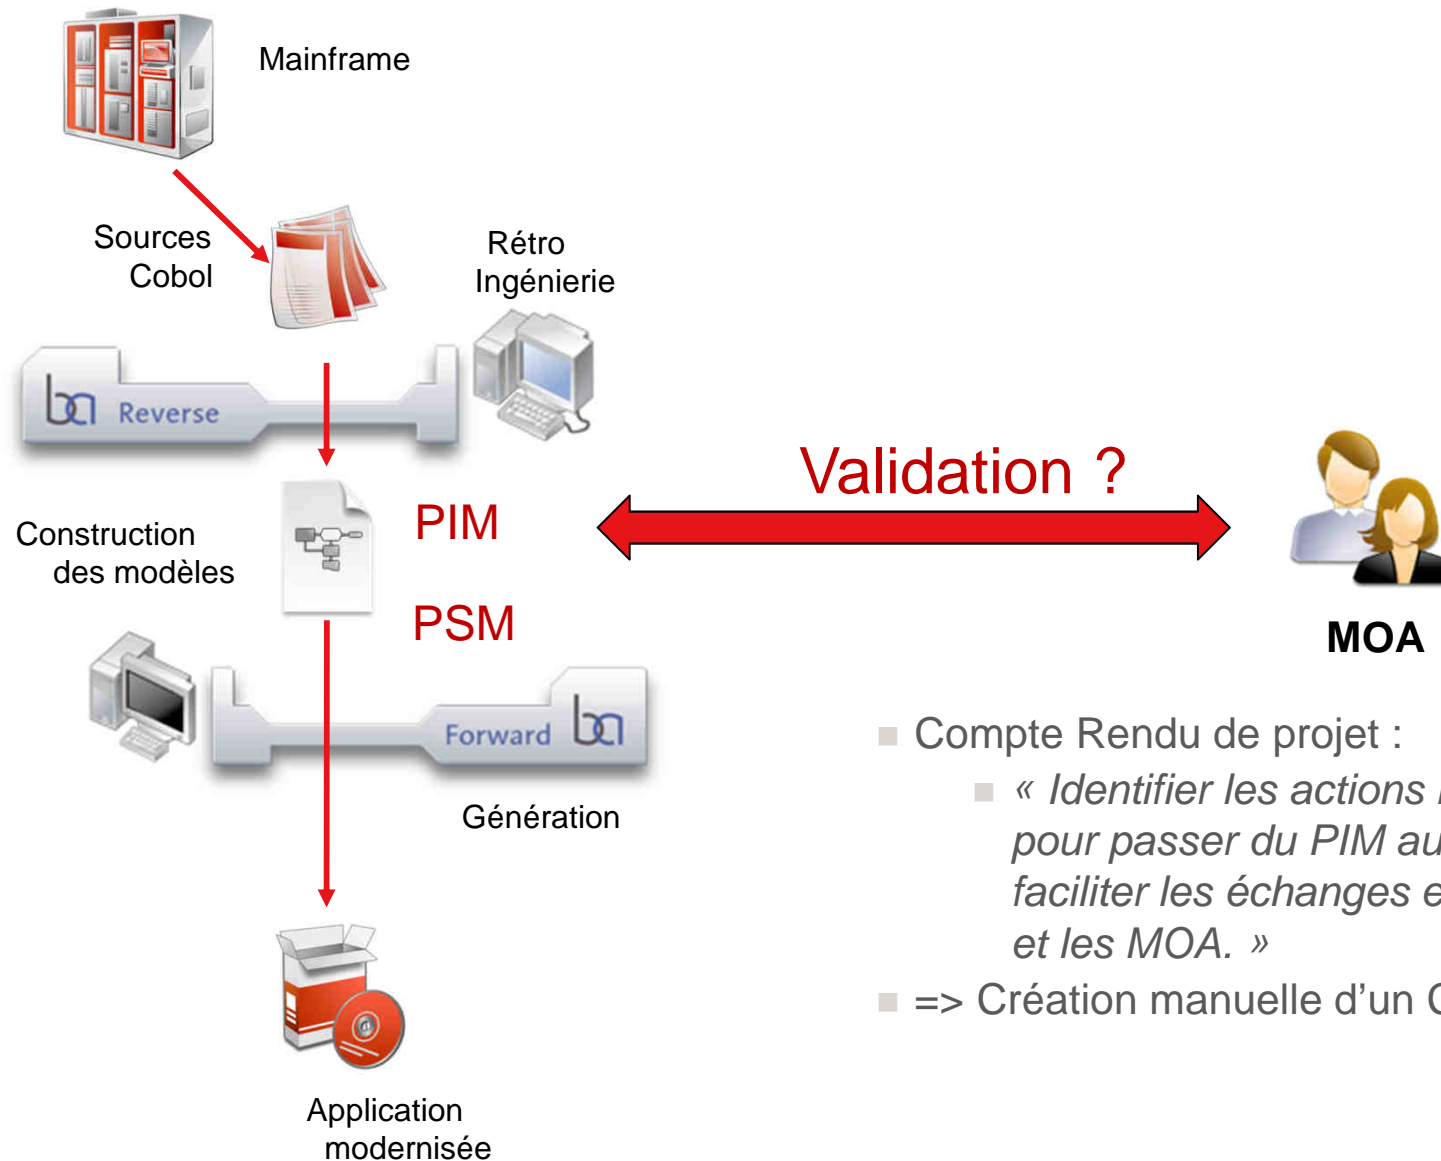 Mainframe
Sources
Cobol
Rétro
Ingénierie
ba Reverse
Validation ?
PIM
Construction
des modèles
PSM
MOA
Forward ba
Génération
Compte Rendu de projet :
« Identifier les actions
pour passer du PIM au
faciliter les échanges
et les MOA. »
=> Création manuelle d’un
Application
modernisée